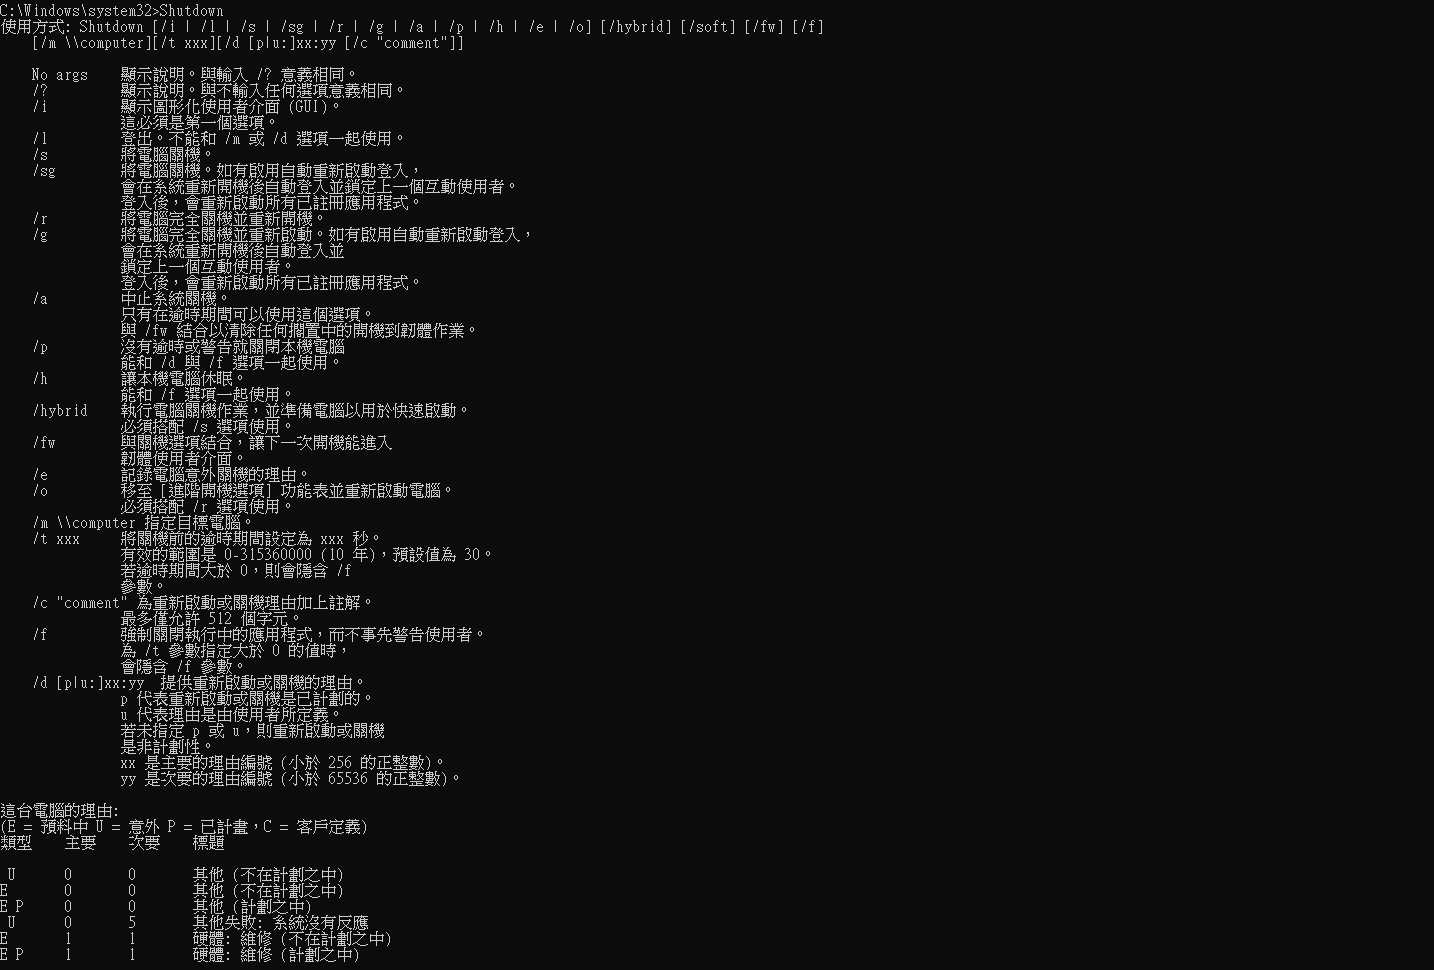 C:\Windows\system32>Shutdown
使用方式: Shutdown [/i | /l | /s | /sg | /r | /g | /a | /p | /h | /e | /o] [/hybrid] [/soft] [/fw] [/f]
[/m \\computer][/t xxx][/d [p|u:]xx:yy [/c "comment"]]
No args 顯示說明。與輸入 /? 意義相同。
/? 顯示說明。與不輸入任何選項意義相同。
/i 顯示圖形化使用者介面 (GUI)。
這必須是第一個選項。
/l 登出。不能和 /m 或 /d 選項一起使用。
/s 將電腦關機。
/sg 將電腦關機。如有啟用自動重新啟動登入，
會在系統重新開機後自動登入並鎖定上一個互動使用者。
登入後，會重新啟動所有已註冊應用程式。
/r 將電腦完全關機並重新開機。
/g 將電腦完全關機並重新啟動。如有啟用自動重新啟動登入，
會在系統重新開機後自動登入並
鎖定上一個互動使用者。
登入後，會重新啟動所有已註冊應用程式。
/a 中止系統關機。
只有在逾時期間可以使用這個選項。
與 /fw 結合以清除任何擱置中的開機到韌體作業。
/p 沒有逾時或警告就關閉本機電腦
能和 /d 與 /f 選項一起使用。
/h 讓本機電腦休眠。
能和 /f 選項一起使用。
/hybrid 執行電腦關機作業，並準備電腦以用於快速啟動。
必須搭配 /s 選項使用。
/fw 與關機選項結合，讓下一次開機能進入
韌體使用者介面。
/e 記錄電腦意外關機的理由。
/o 移至 [進階開機選項] 功能表並重新啟動電腦。
必須搭配 /r 選項使用。
/m \\computer 指定目標電腦。
/t xxx 將關機前的逾時期間設定為 xxx 秒。
有效的範圍是 0-315360000 (10 年)，預設值為 30。
若逾時期間大於 0，則會隱含 /f
參數。
/c "comment" 為重新啟動或關機理由加上註解。
最多僅允許 512 個字元。
/f 強制關閉執行中的應用程式，而不事先警告使用者。
為 /t 參數指定大於 0 的值時，
會隱含 /f 參數。
/d [p|u:]xx:yy 提供重新啟動或關機的理由。
p 代表重新啟動或關機是已計劃的。
u 代表理由是由使用者所定義。
若未指定 p 或 u，則重新啟動或關機
是非計劃性。
xx 是主要的理由編號 (小於 256 的正整數)。
yy 是次要的理由編號 (小於 65536 的正整數)。
這台電腦的理由:
(E = 預料中 U = 意外 P = 已計畫，C = 客戶定義)
類型 主要 次要 標題
U 0 0 其他 (不在計劃之中)
E 0 0 其他 (不在計劃之中)
E P 0 0 其他 (計劃之中)
U 0 5 其他失敗: 系統沒有反應
E 1 1 硬體: 維修 (不在計劃之中)
E P 1 1 硬體: 維修 (計劃之中)